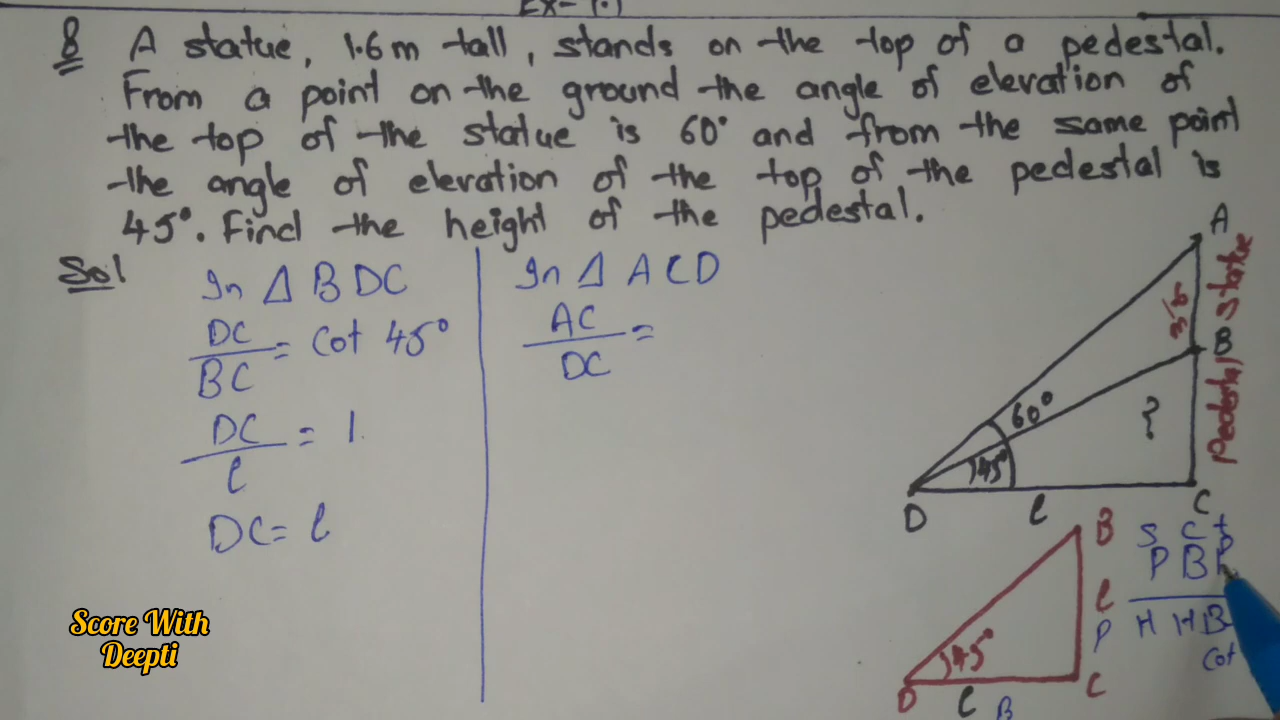 Ex- 9.1
Q A statue, 1.6m tall, stands on the top of a pedestal.
From a point on the ground the angle of elevation of
the top of the statue is 60° and from the same point
the angle of elevation of the top of the pedestal is
45°. Find the height of the pedestal.
Sol
In Δ BDC
DC/BC = Cot 45°
DC/l = 1
DC = l
In Δ ACD
AC/DC =
A
Statue
B
Pedestal
60°
?
45°
D l C
B
l
P
45°
D l C
B
S C t
P B P
H H B
Cot
Score With
Deepti